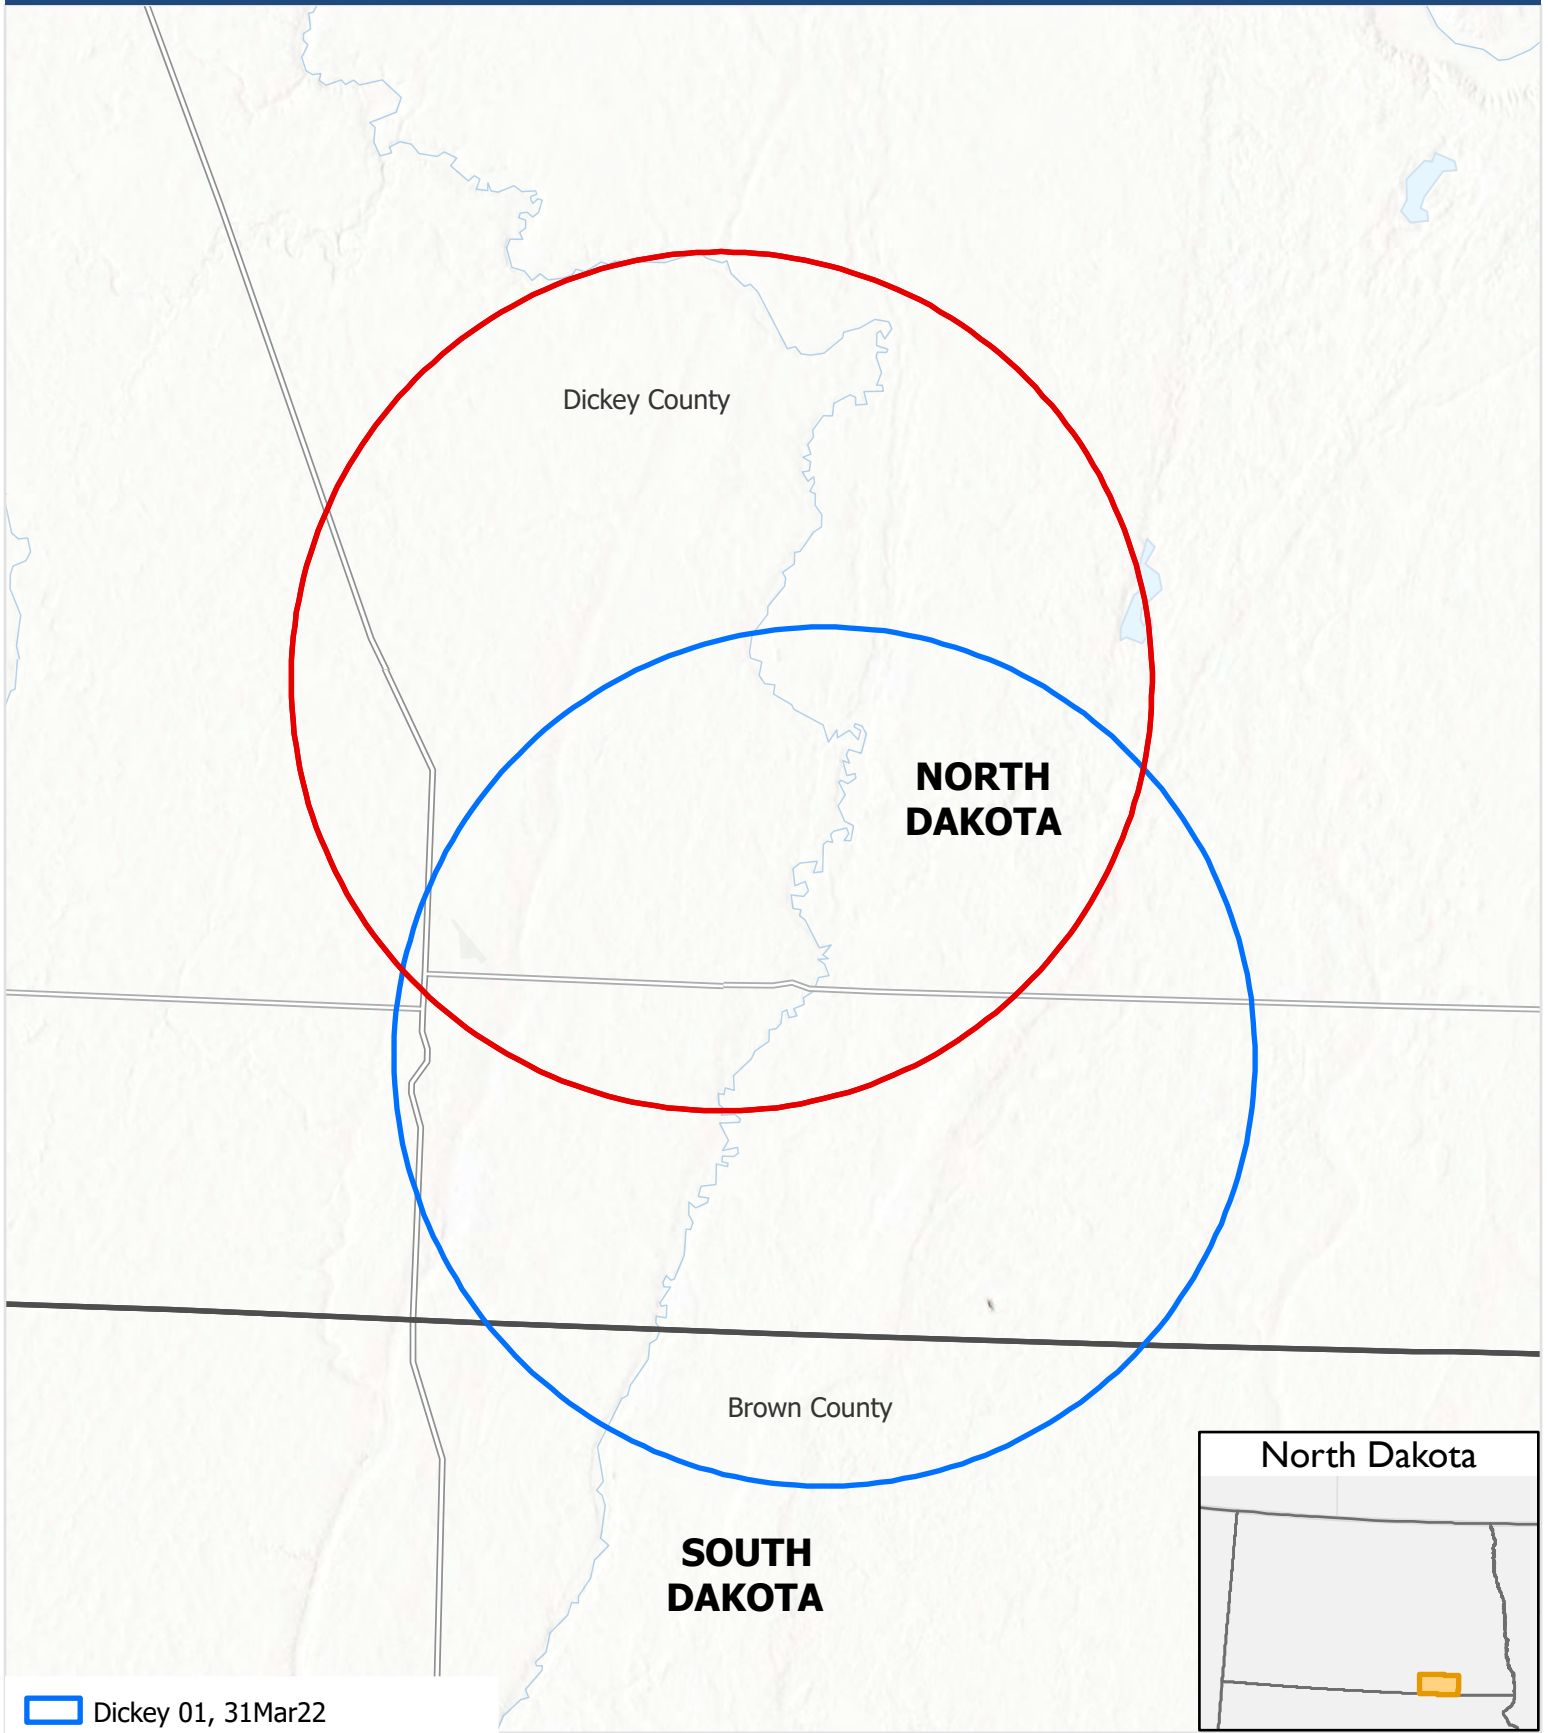 Dickey County
NORTH
DAKOTA
Brown County
North Dakota
SOUTH
DAKOTA
Dickey 01, 31Mar22